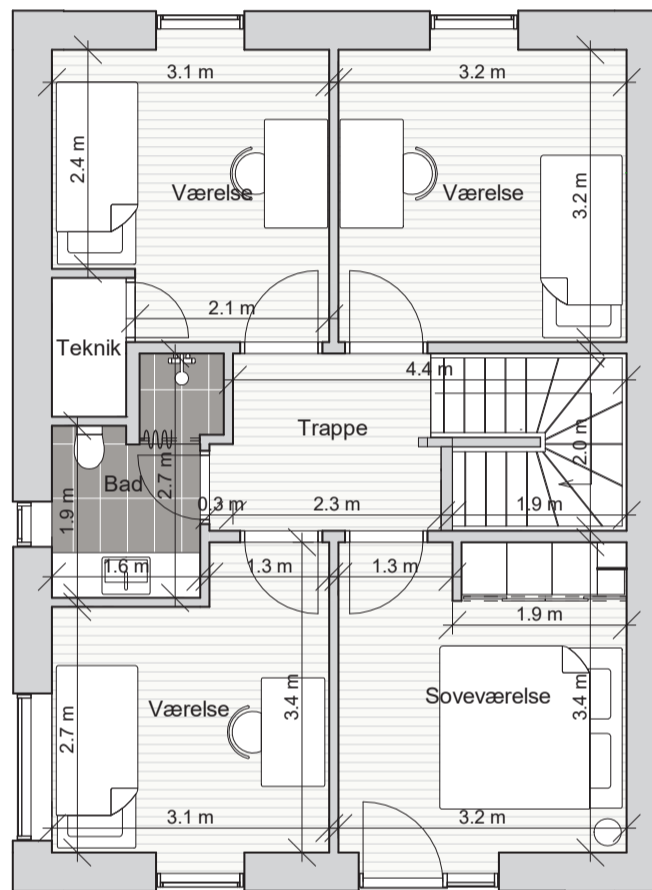 3.1 m
3.2 m
2.4 m
3.2 m
Værelse
Værelse
2.1 m
Teknik
4.4 m
Trappe
2.0 m
Bad
2.7 m
1.9 m
0.3 m
2.3 m
1.9 m
1.6 m
1.3 m
1.3 m
1.9 m
Soveværelse
Værelse
3.4 m
3.4 m
2.7 m
3.1 m
3.2 m